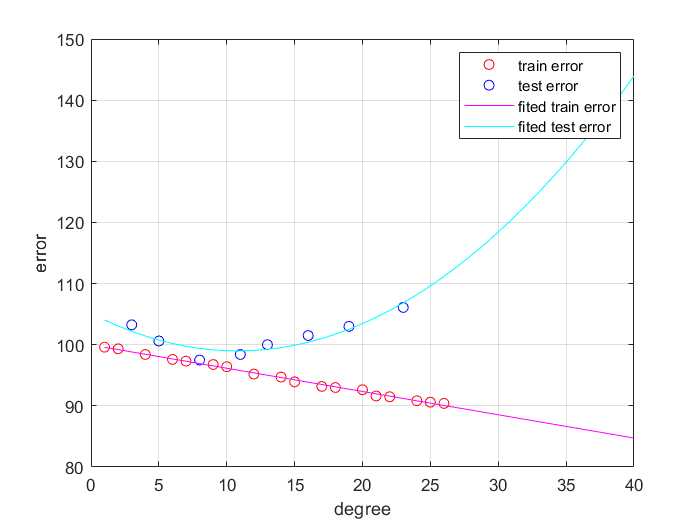 150
140
130
120
110
100
90
80
error
train error
test error
fited train error
fited test error
0 5 10 15 20 25 30 35 40
degree